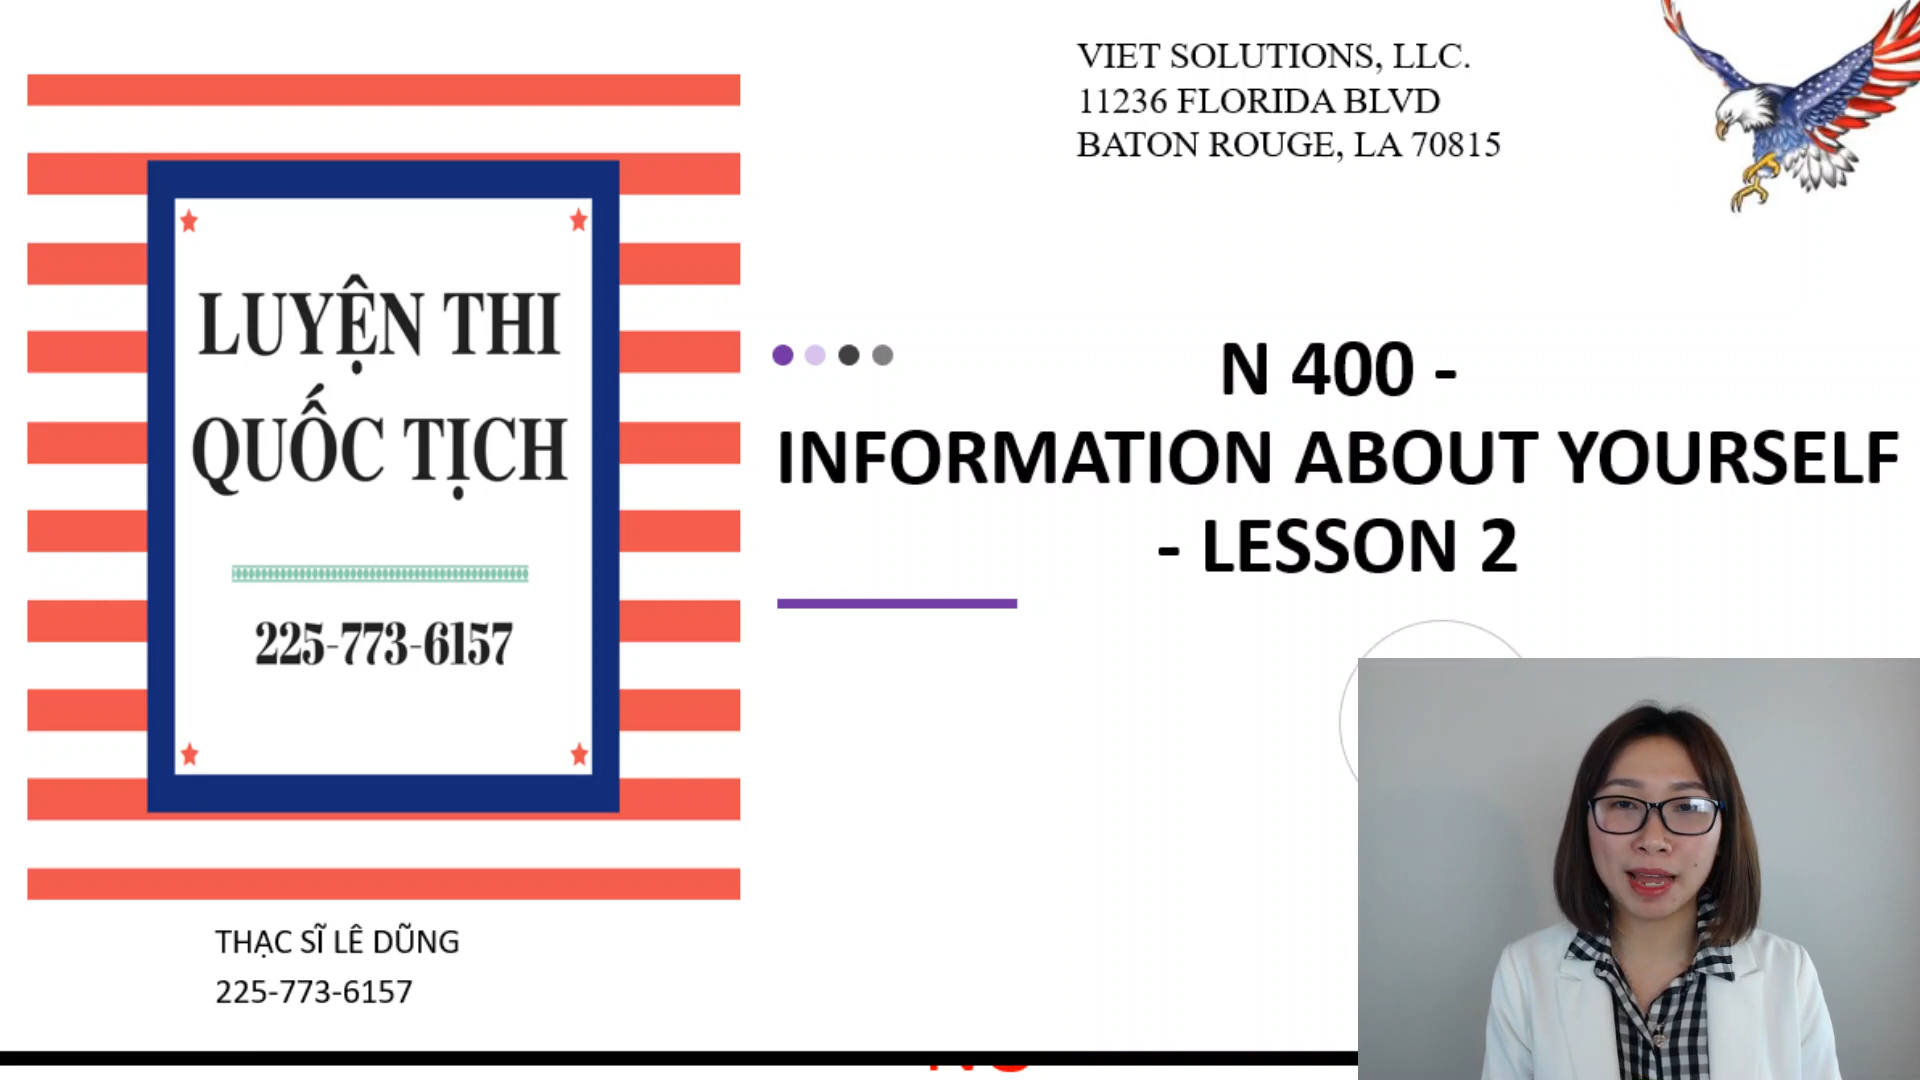 VIET SOLUTIONS, LLC.
11236 FLORIDA BLVD
BATON ROUGE, LA 70815
LUYỆN THI
QUỐC TỊCH
225-773-6157
N 400 -
INFORMATION ABOUT YOURSELF
- LESSON 2
THẠC SĨ LÊ DŨNG
225-773-6157